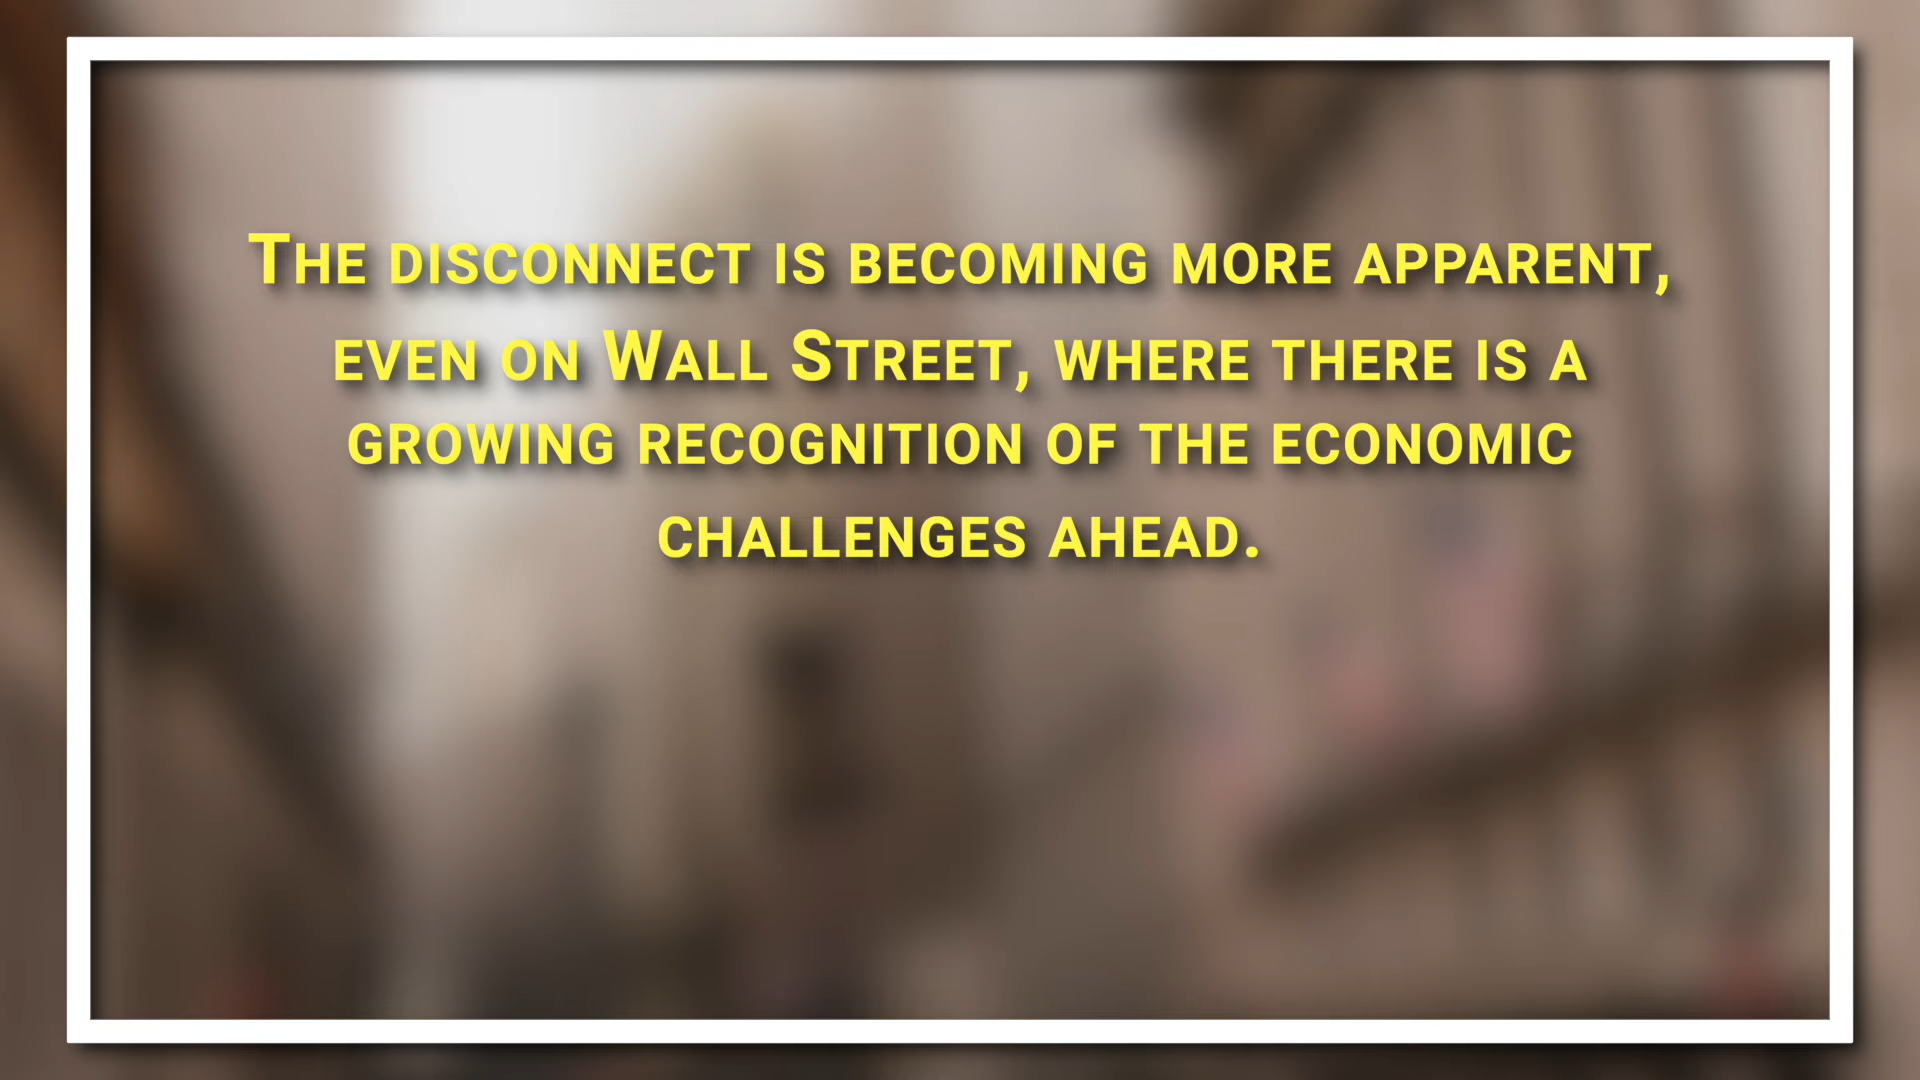 The disconnect is becoming more apparent,
even on Wall Street, where there is a
growing recognition of the economic
challenges ahead.